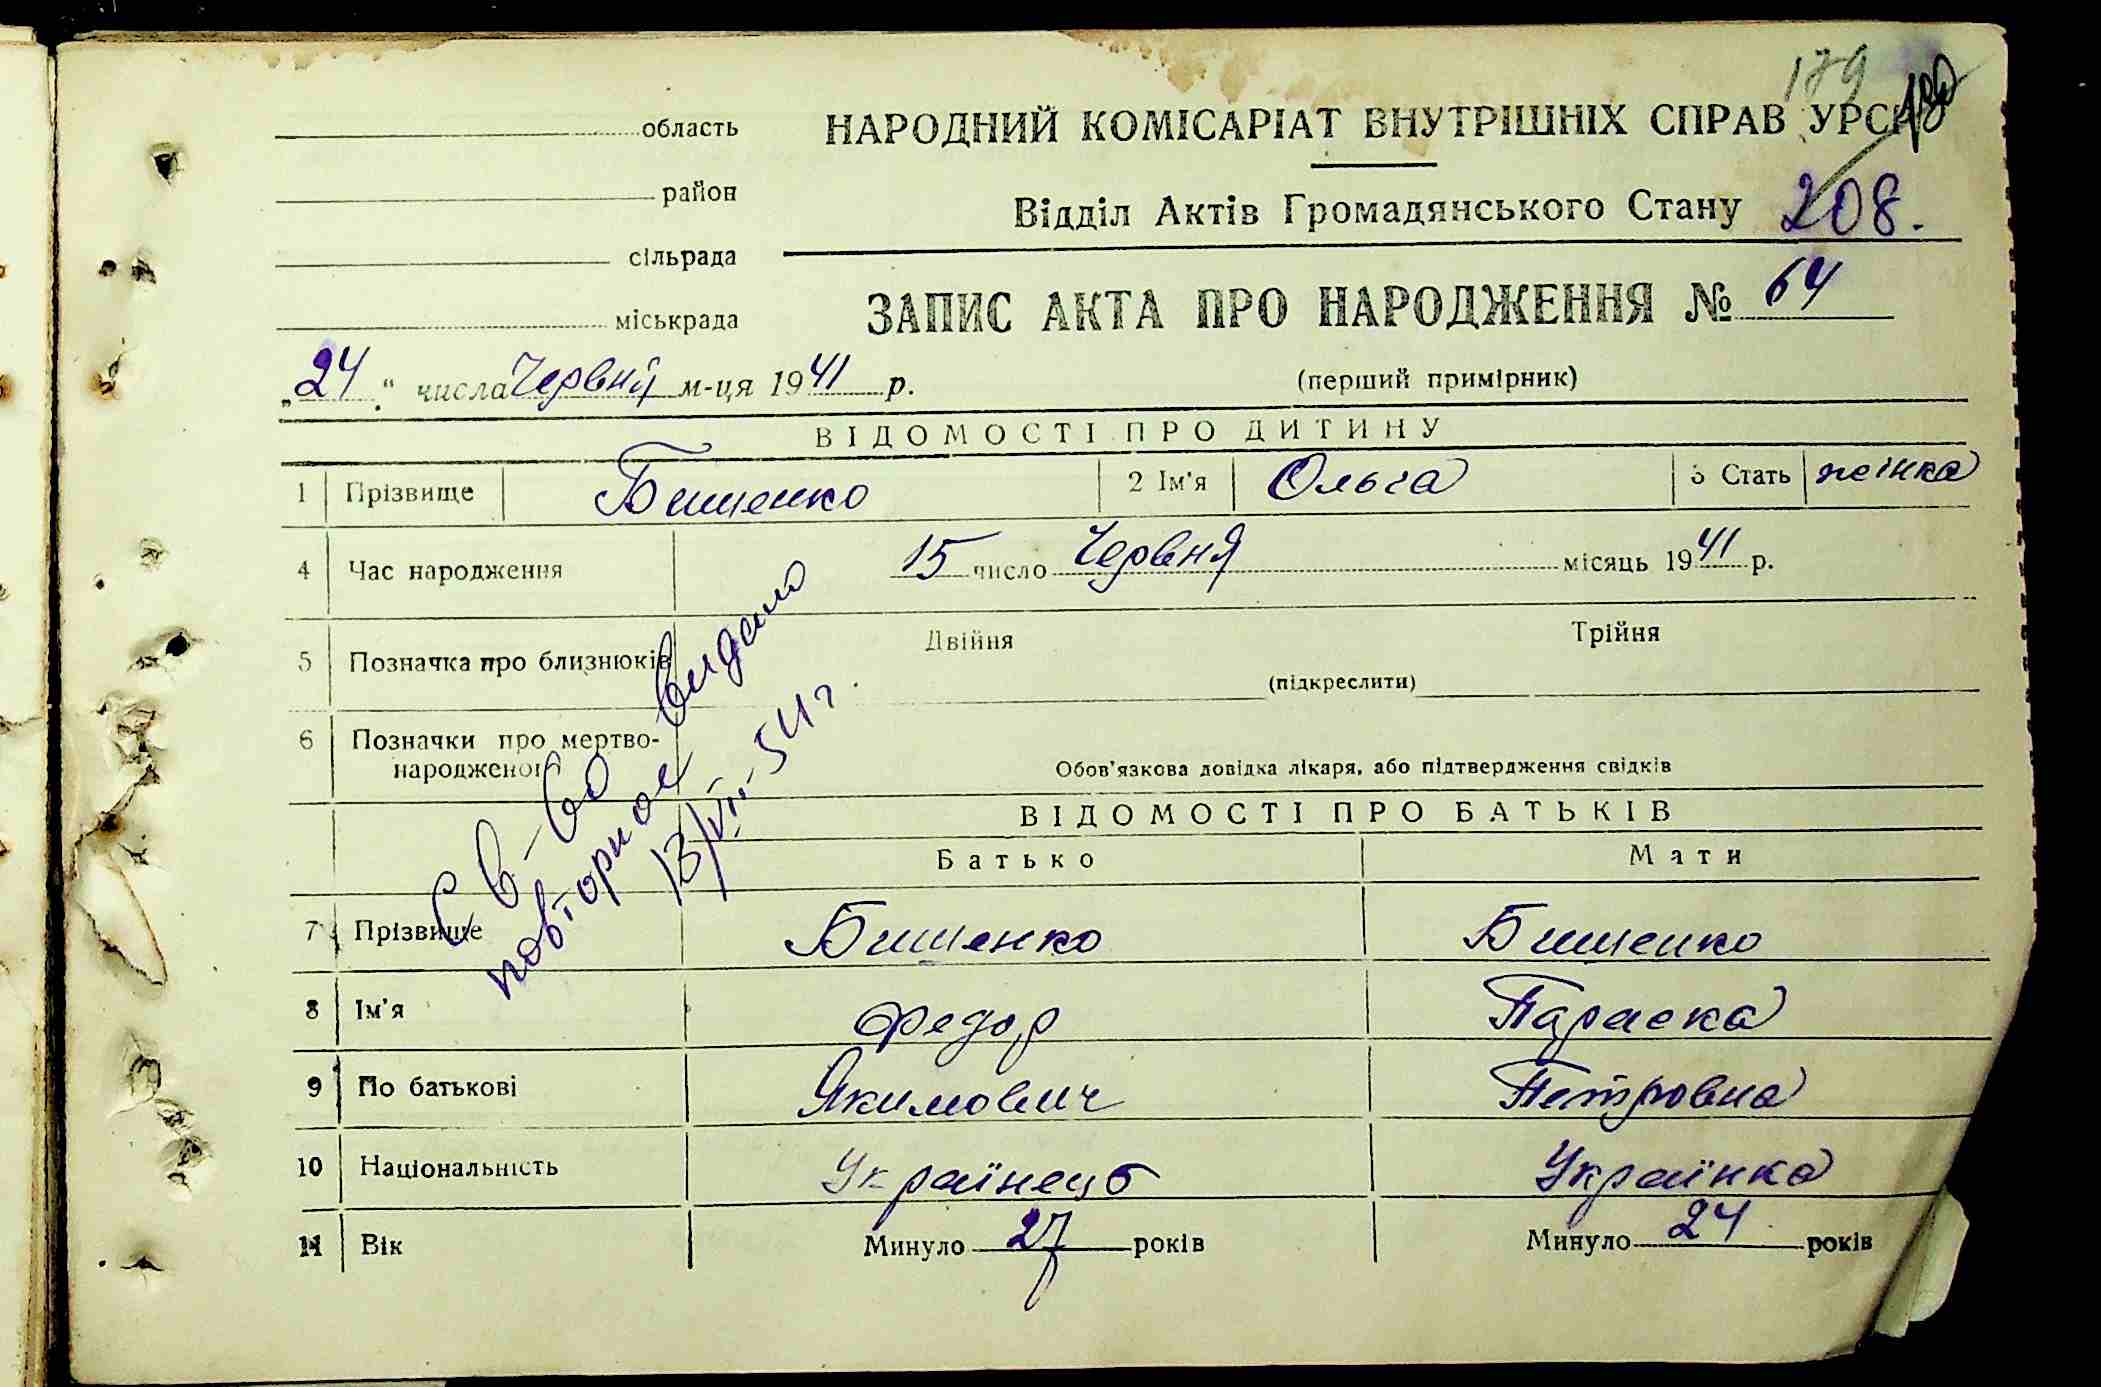 179
180
область
НАРОДНИЙ КОМІСАРІАТ ВНУТРІШНІХ СПРАВ УРСР
район
Відділ Актів Громадянського Стану 208.
сільрада
ЗАПИС АКТА ПРО НАРОДЖЕННЯ № 64
міськрада
(перший примірник)
„24“ числа Червня м-ця 1941 р.
ВІДОМОСТІ ПРО ДИТИНУ
1 Прізвище Бишенко 2 Ім'я Ольга 3 Стать жінка
4 Час народження 15 число Червня місяць 1941 р.
5 Позначка про близнюків Двійня Трійня
(підкреслити)
6 Позначки про мертво-
народженого Обов'язкова довідка лікаря, або підтвердження свідків
Св-во видано
повторное
13/VII-54 г.
ВІДОМОСТІ ПРО БАТЬКІВ
Батько Мати
7 Прізвище Бишенко Бишенко
8 Ім'я Федор Параска
9 По батькові Якимович Петровна
10 Національність Українець Українка
11 Вік Минуло 27 років Минуло 24 років